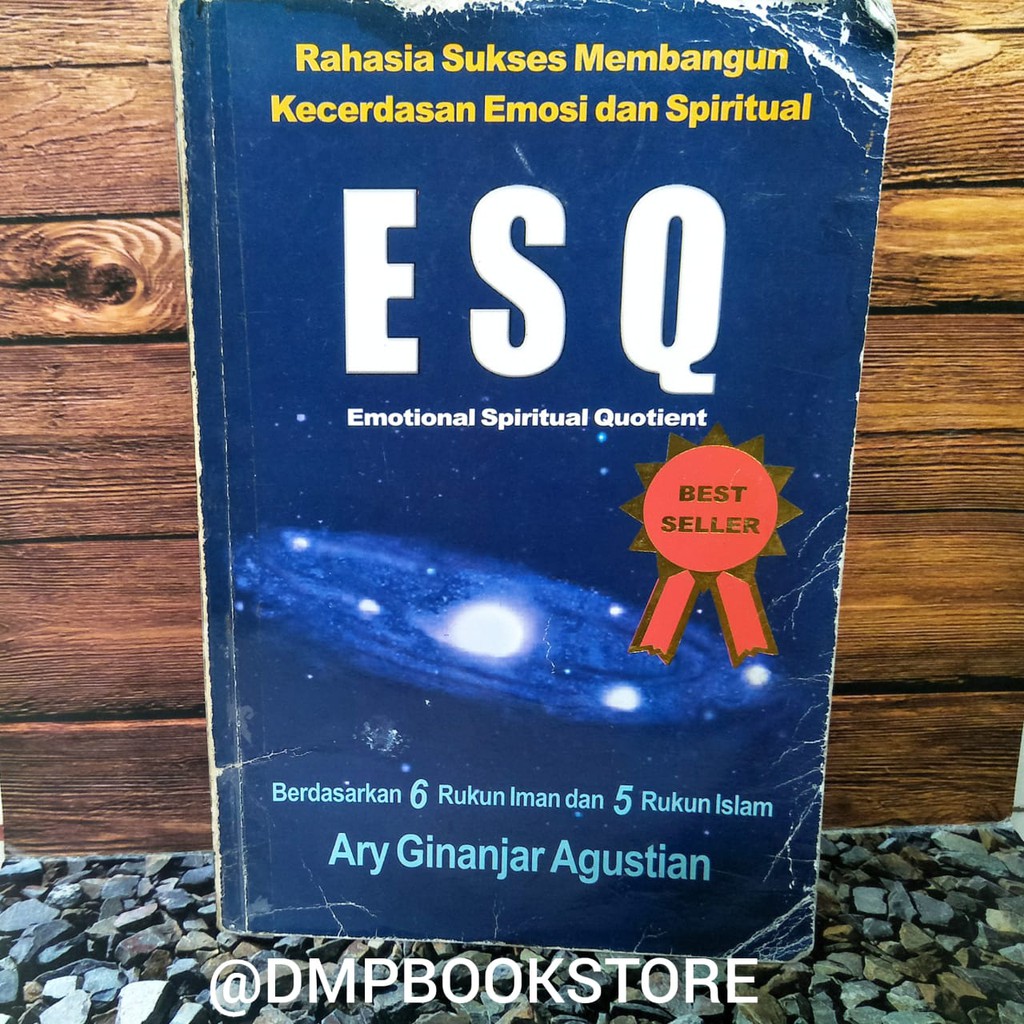 Rahasia Sukses Membangun
Kecerdasan Emosi dan Spiritual
E S Q
Emotional Spiritual Quotient
BEST
SELLER
Berdasarkan 6 Rukun Iman dan 5 Rukun Islam
Ary Ginanjar Agustian
@DMPBOOKSTORE